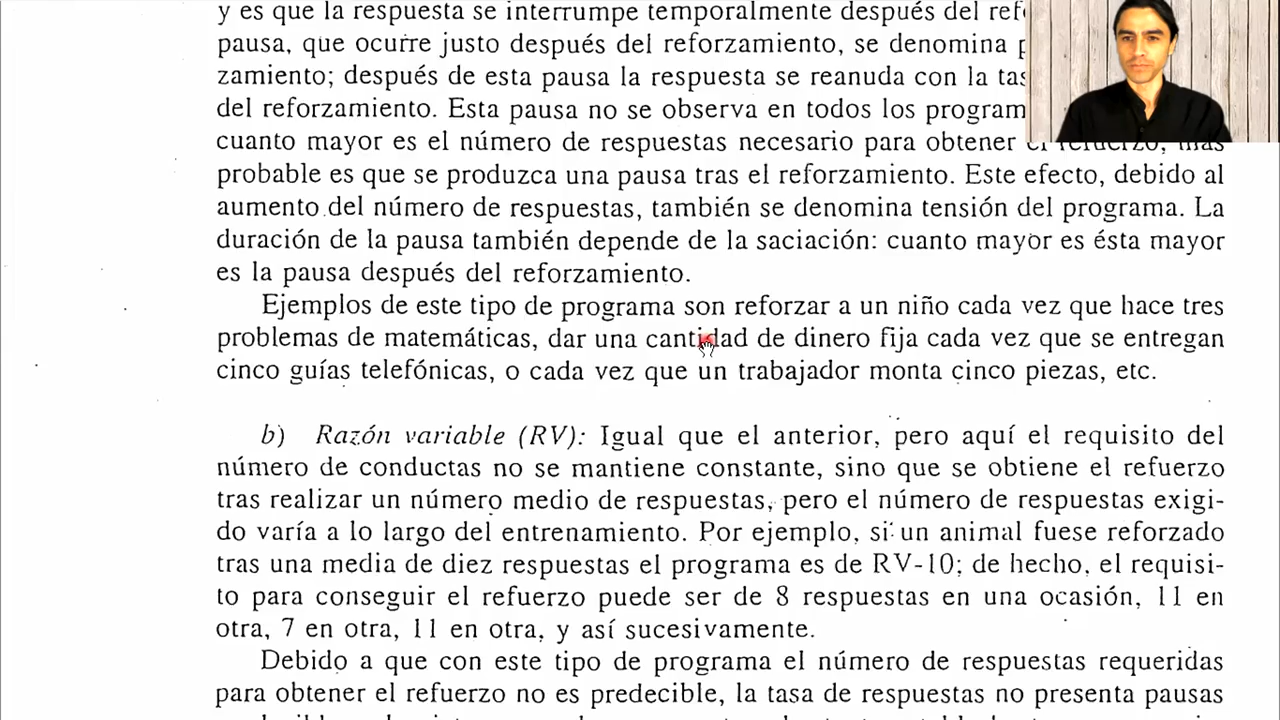 y es que la respuesta se interrumpe temporalmente después del
pausa, que ocurre justo después del reforzamiento, se denomina
zamiento; después de esta pausa la respuesta se reanuda con la
del reforzamiento. Esta pausa no se observa en todos los
cuanto mayor es el número de respuestas necesario para obtener el refuerzo, más
probable es que se produzca una pausa tras el reforzamiento. Este efecto, debido al
aumento del número de respuestas, también se denomina tensión del programa. La
duración de la pausa también depende de la saciación: cuanto mayor es ésta mayor
es la pausa después del reforzamiento.
Ejemplos de este tipo de programa son reforzar a un niño cada vez que hace tres
problemas de matemáticas, dar una cantidad de dinero fija cada vez que se entregan
cinco guías telefónicas, o cada vez que un trabajador monta cinco piezas, etc.
b) Razón variable (RV): Igual que el anterior, pero aquí el requisito del
número de conductas no se mantiene constante, sino que se obtiene el refuerzo
tras realizar un número medio de respuestas, pero el número de respuestas exigi-
do varía a lo largo del entrenamiento. Por ejemplo, si un animal fuese reforzado
tras una media de diez respuestas el programa es de RV-10; de hecho, el requisi-
to para conseguir el refuerzo puede ser de 8 respuestas en una ocasión, 11 en
otra, 7 en otra, 11 en otra, y así sucesivamente.
Debido a que con este tipo de programa el número de respuestas requeridas
para obtener el refuerzo no es predecible, la tasa de respuestas no presenta pausas